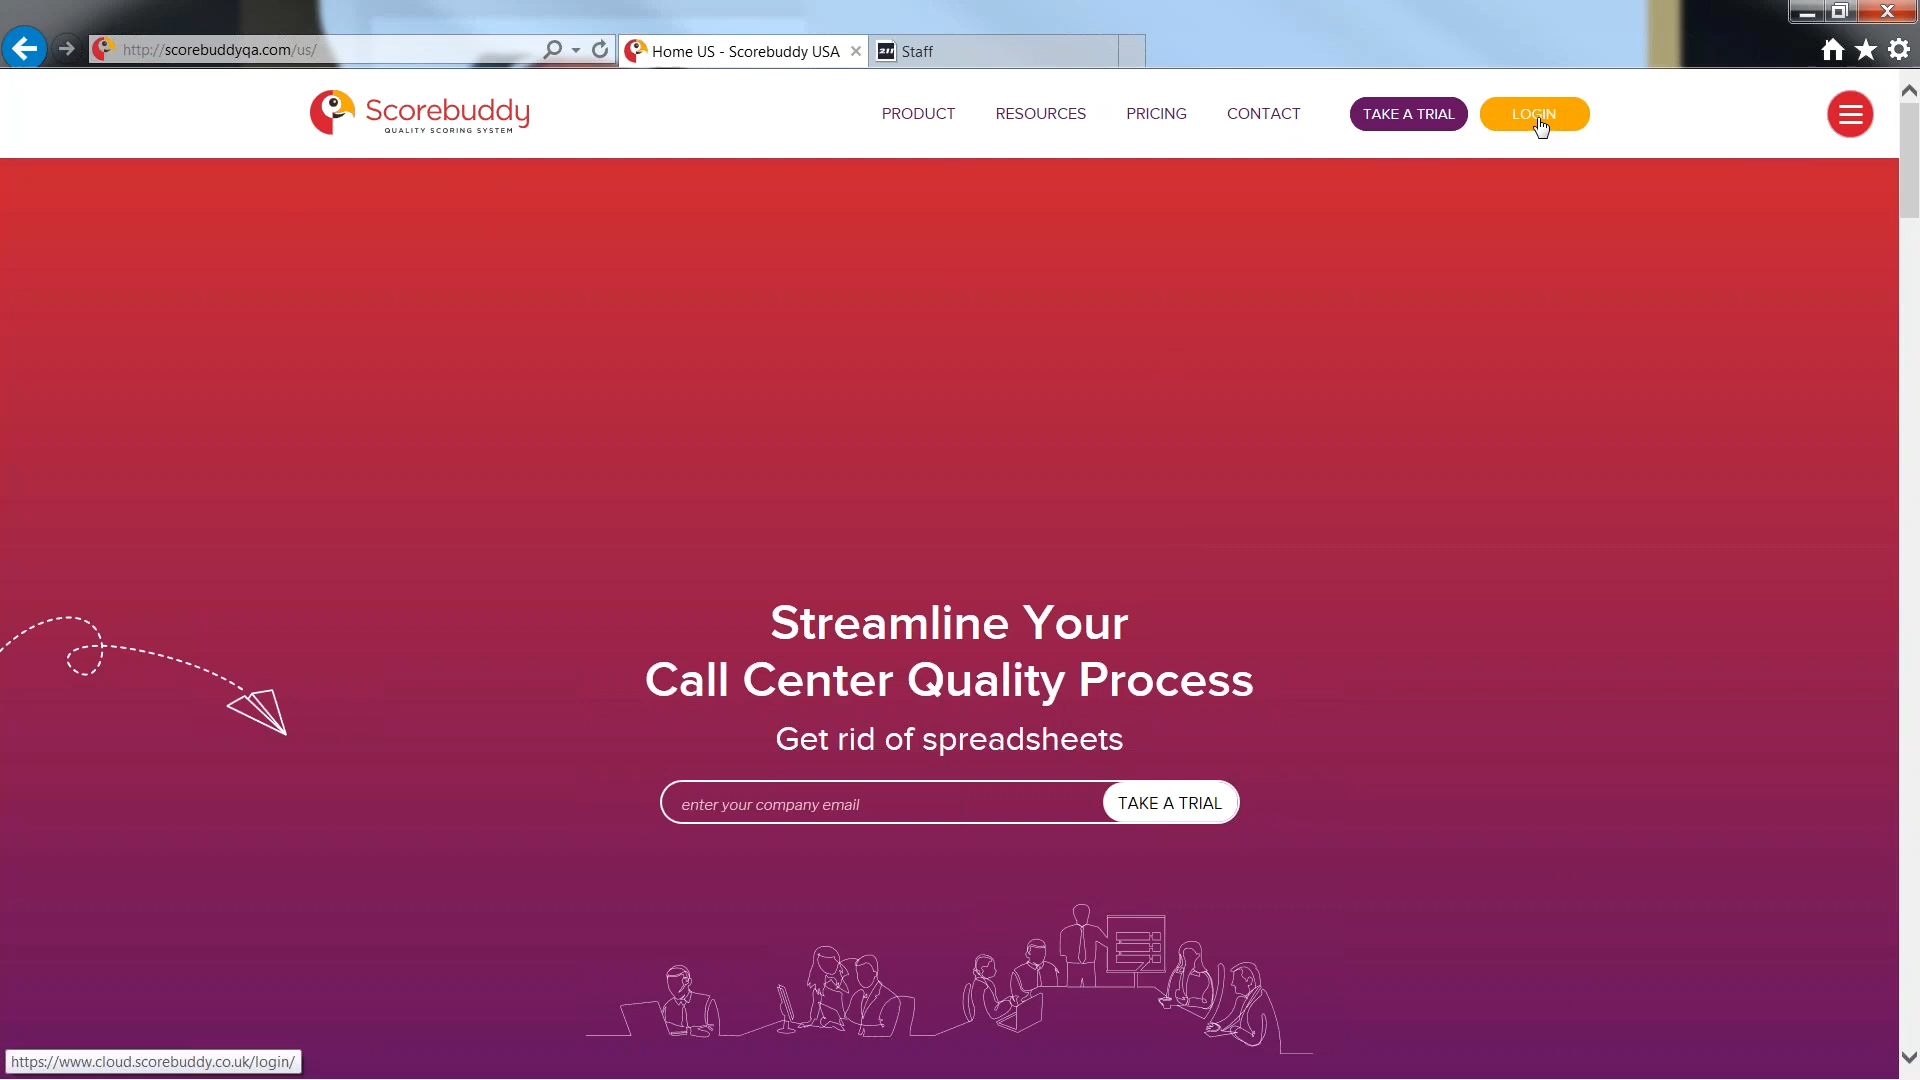 http://scorebuddyqa.com/us/
Home US - Scorebuddy USA
211
Staff
Scorebuddy
QUALITY SCORING SYSTEM
PRODUCT
RESOURCES
PRICING
CONTACT
TAKE A TRIAL
LOGIN
Streamline Your
Call Center Quality Process
Get rid of spreadsheets
enter your company email
TAKE A TRIAL
https://www.cloud.scorebuddy.co.uk/login/